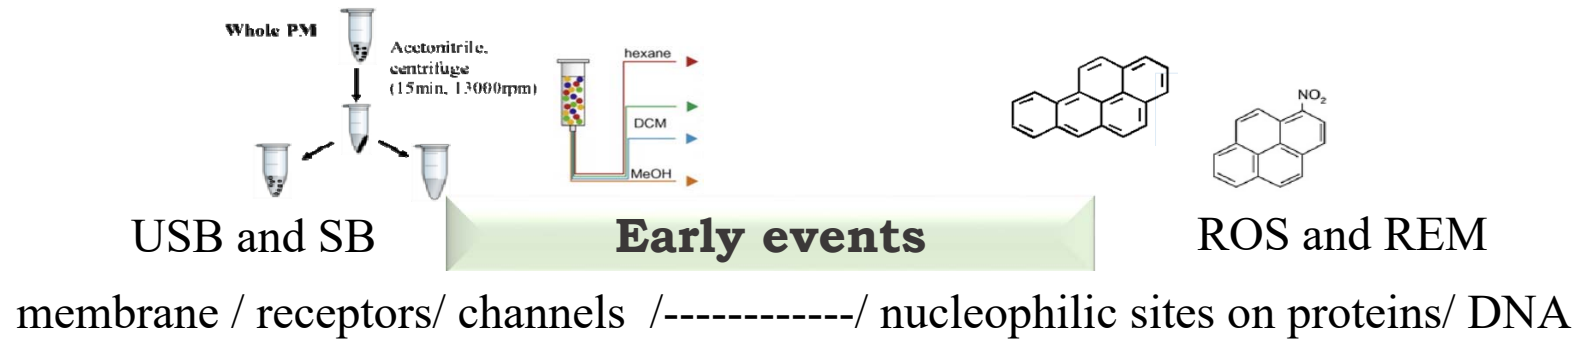 Whole PM
Acetonitrile,
centrifuge
(15min, 13000rpm)
hexane
DCM
MeOH
NO₂
USB and SB
Early events
ROS and REM
membrane / receptors/ channels /------------/ nucleophilic sites on proteins/ DNA